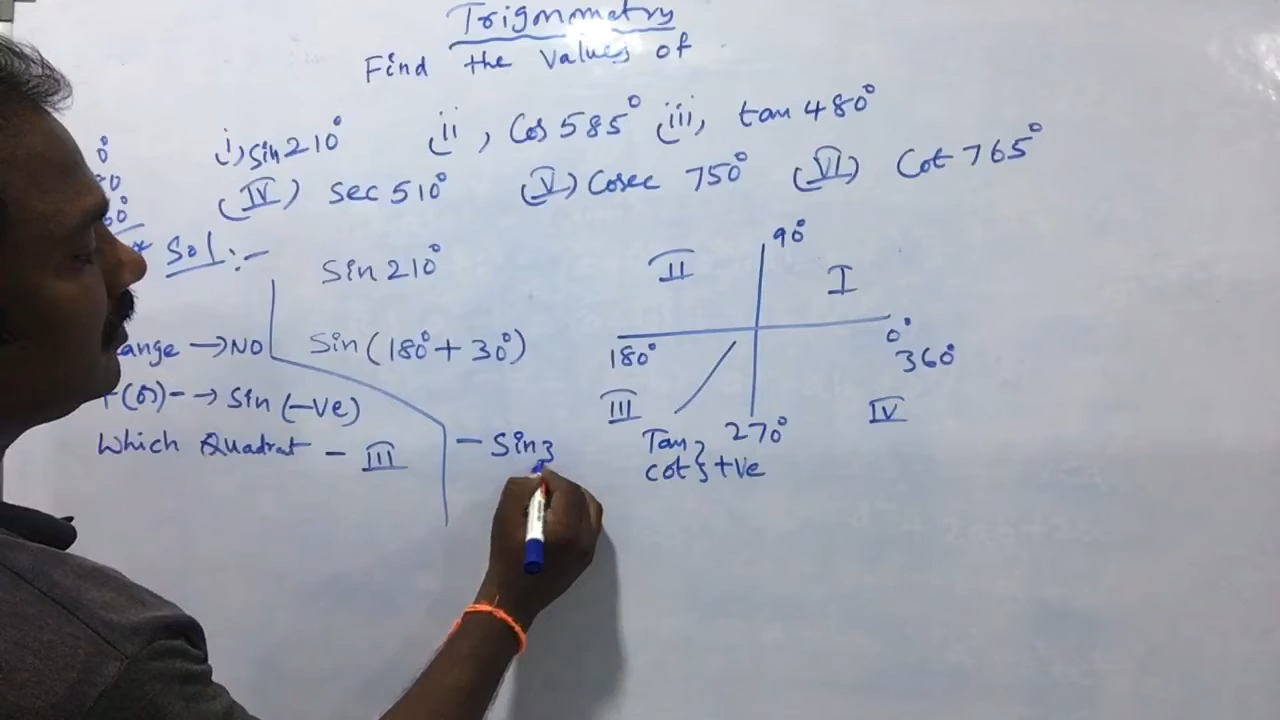 Trigonometry
Find the values of
(i) Sin 210° (ii), Cos 585° (iii), tan 480°
(IV) Sec 510° (V) Cosec 750° (VI) Cot 765°
Sol:-
Sin 210°
Sin (180° + 30°)
→ NO
→ Sin (-ve)
Which Quadrat - III
- Sin 3
90°
II
I
180°
0°
360°
III
IV
270°
Tan
cot } +ve